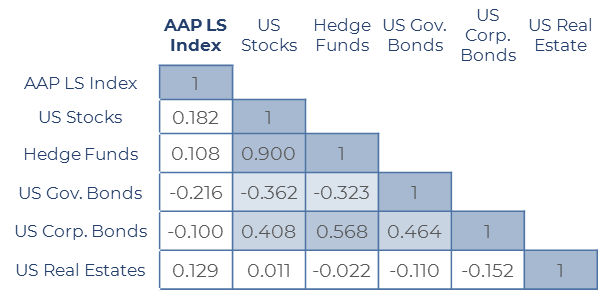 AAP LS Index US Stocks Hedge Funds US Gov. Bonds US Corp. Bonds US Real Estate
AAP LS Index 1
US Stocks 0.182 1
Hedge Funds 0.108 0.900 1
US Gov. Bonds -0.216 -0.362 -0.323 1
US Corp. Bonds -0.100 0.408 0.568 0.464 1
US Real Estates 0.129 0.011 -0.022 -0.110 -0.152 1